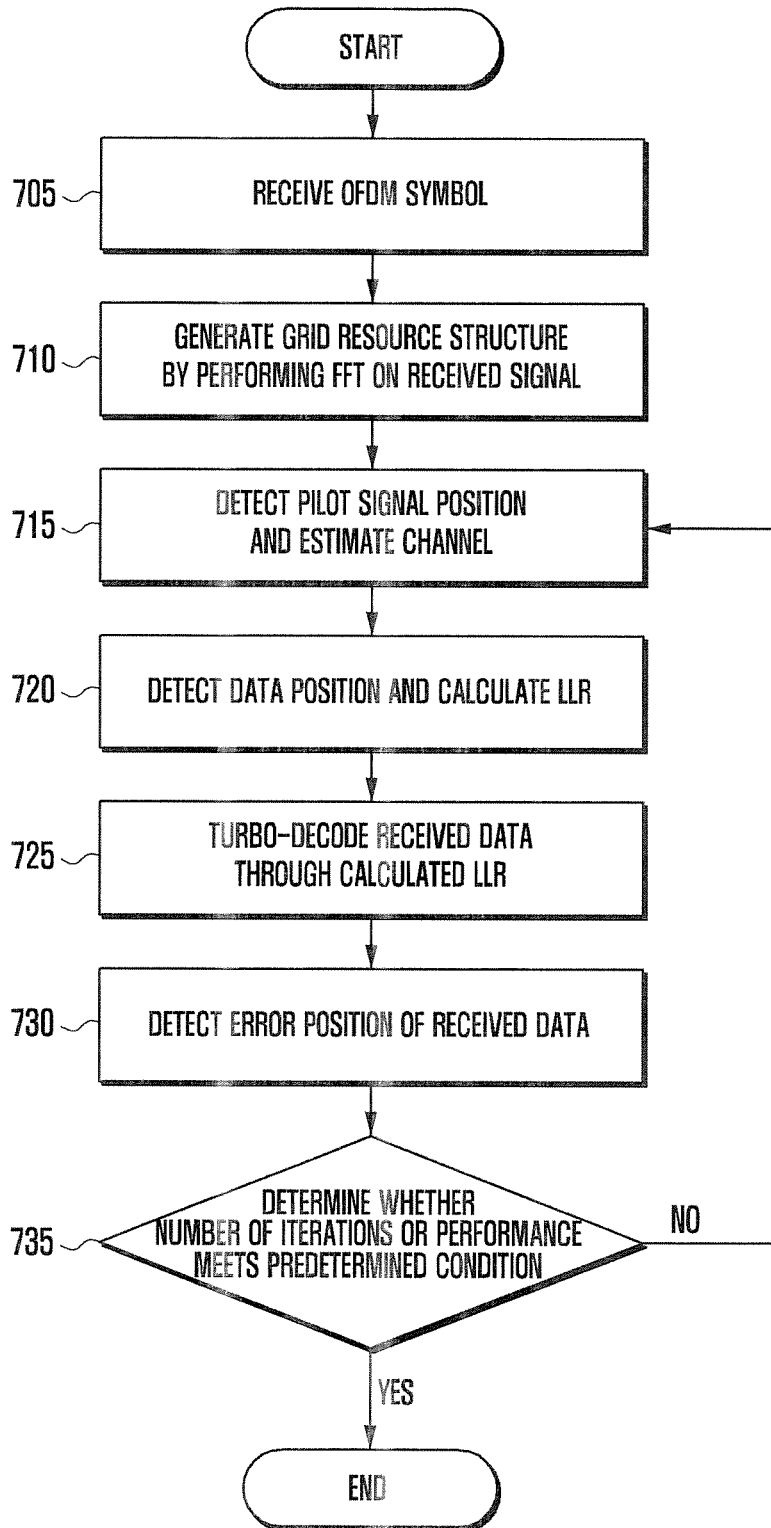 START
705
RECEIVE OFDM SYMBOL
710
GENERATE GRID RESOURCE STRUCTURE
BY PERFORMING FFT ON RECEIVED SIGNAL
715
DETECT PILOT SIGNAL POSITION
AND ESTIMATE CHANNEL
720
DETECT DATA POSITION AND CALCULATE LLR
725
TURBO-DECODE RECEIVED DATA
THROUGH CALCULATED LLR
730
DETECT ERROR POSITION OF RECEIVED DATA
735
DETERMINE WHETHER
NUMBER OF ITERATIONS OR PERFORMANCE
MEETS PREDETERMINED CONDITION
NO
YES
END